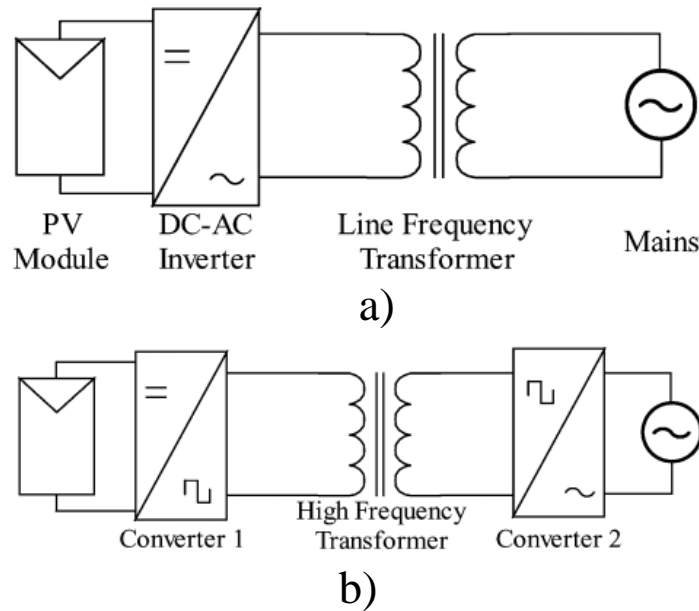 PV
Module
DC-AC
Inverter
Line Frequency
Transformer
Mains
a)
Converter 1
High Frequency
Transformer
Converter 2
b)